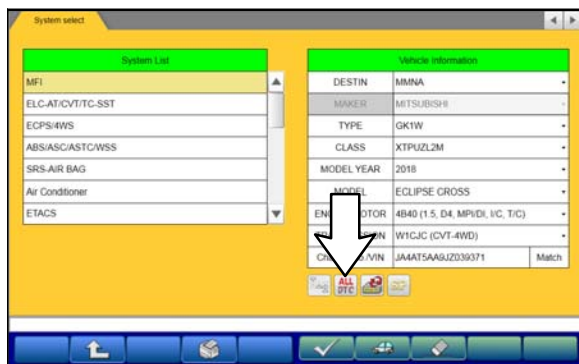 System select
System List
MFI
ELC-AT/CVT/TC-SST
ECPS/4WS
ABS/ASC/ASTC/WSS
SRS-AIR BAG
Air Conditioner
ETACS
Vehicle Information
DESTIN MMNA
MAKER MITSUBISHI
TYPE GK1W
CLASS XTPUZL2M
MODEL YEAR 2018
MODEL ECLIPSE CROSS
4B40 (1.5, D4, MPI/DI, I/C, T/C)
W1CJC (CVT-4WD)
/VIN JA4AT5AA9JZ039371 Match
ALL
DTC